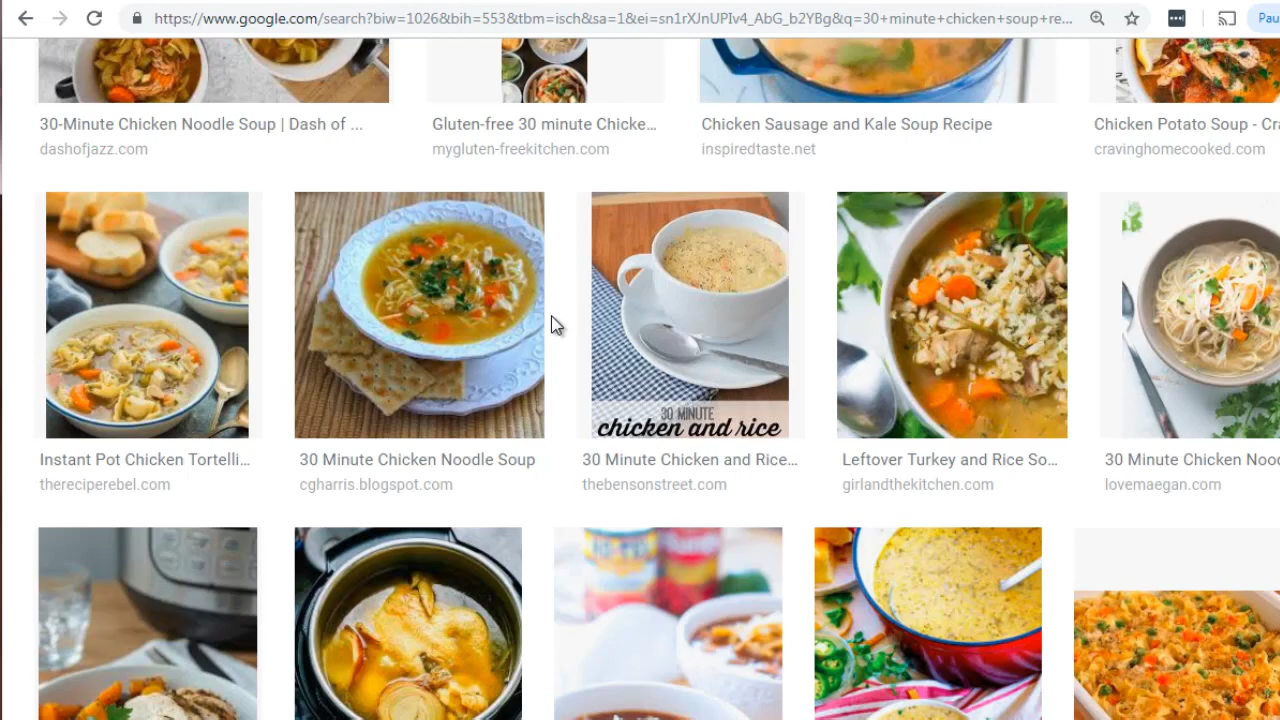 https://www.google.com/search?biw=1026&bih=553&tbm=isch&sa=1&ei=sn1rXJnUPIv4_AbG_b2YBg&q=30+minute+chicken+soup+re...
Pau
30-Minute Chicken Noodle Soup | Dash of ...
Gluten-free 30 minute Chicke...
Chicken Sausage and Kale Soup Recipe
Chicken Potato Soup - Cra
dashofjazz.com
mygluten-freekitchen.com
inspiredtaste.net
cravinghomecooked.com
30 MINUTE
chicken and rice
Instant Pot Chicken Tortelli...
30 Minute Chicken Noodle Soup
30 Minute Chicken and Rice...
Leftover Turkey and Rice So...
30 Minute Chicken Nood
thereciperebel.com
cgharris.blogspot.com
thebensonstreet.com
girlandthekitchen.com
lovemaegan.com